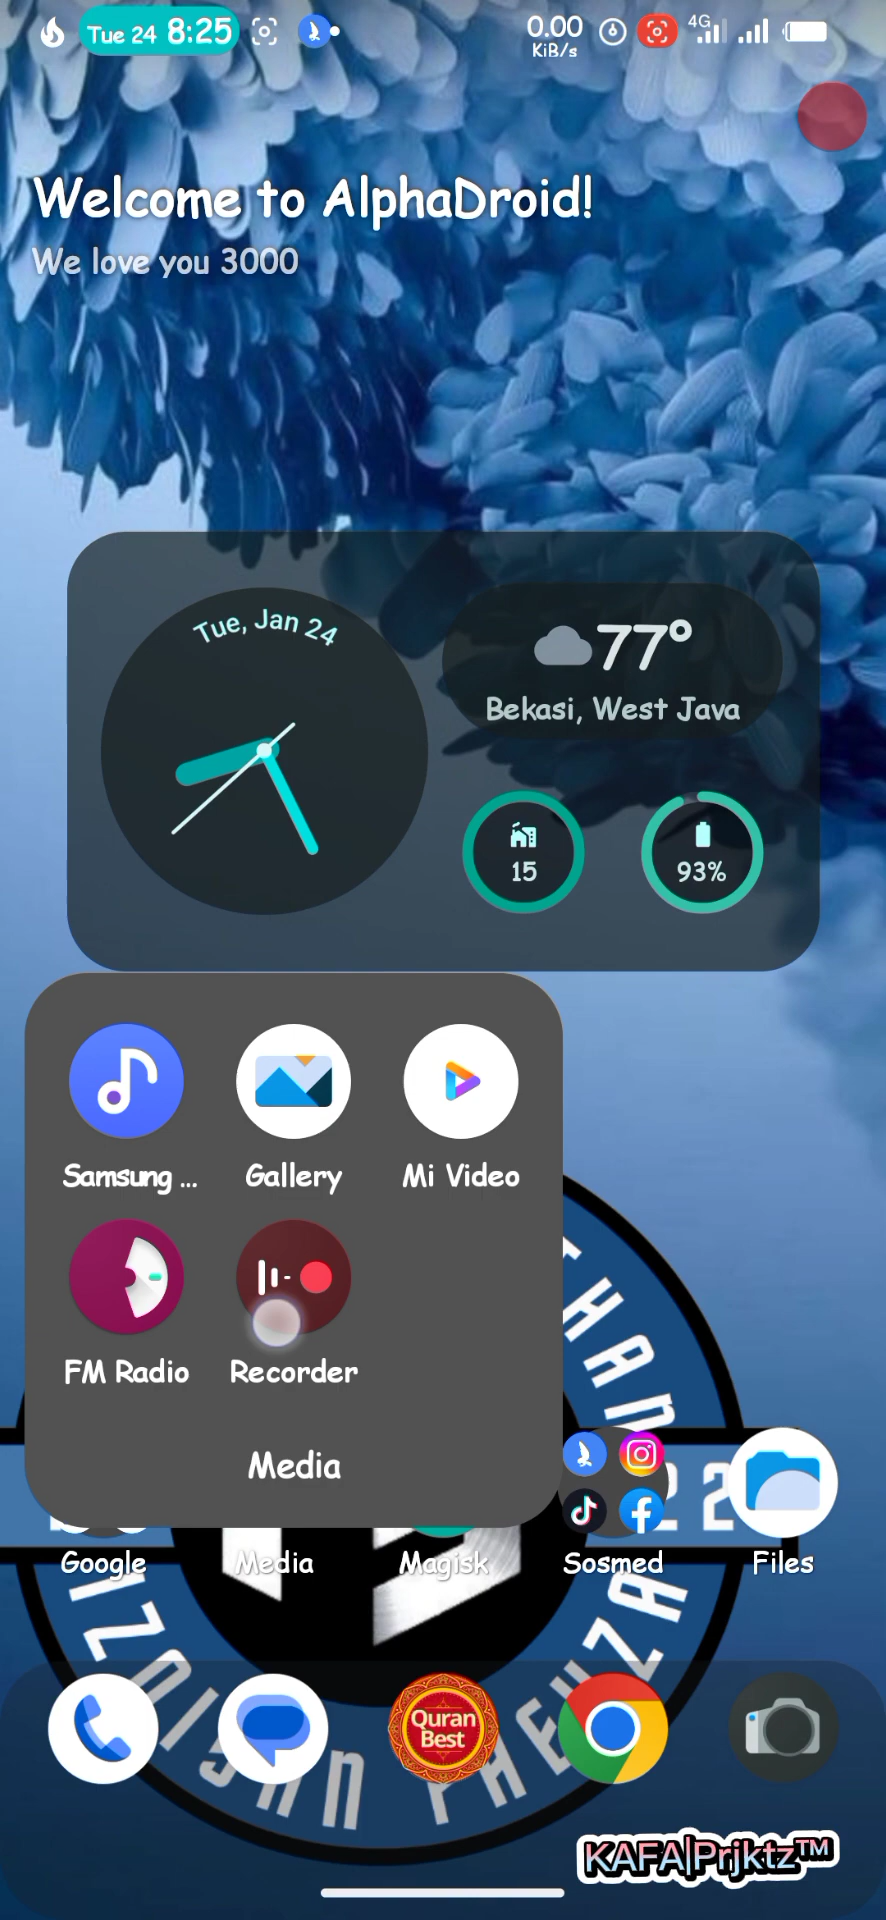 Tue 24 8:25
0.00
KiB/s
4G
Welcome to AlphaDroid!
We love you 3000
Tue, Jan 24
77°
Bekasi, West Java
15
93%
Samsung ...
Gallery
Mi Video
FM Radio
Recorder
Media
Google
Media
Magisk
Sosmed
Files
Quran
Best
KAFA|Prjktz™